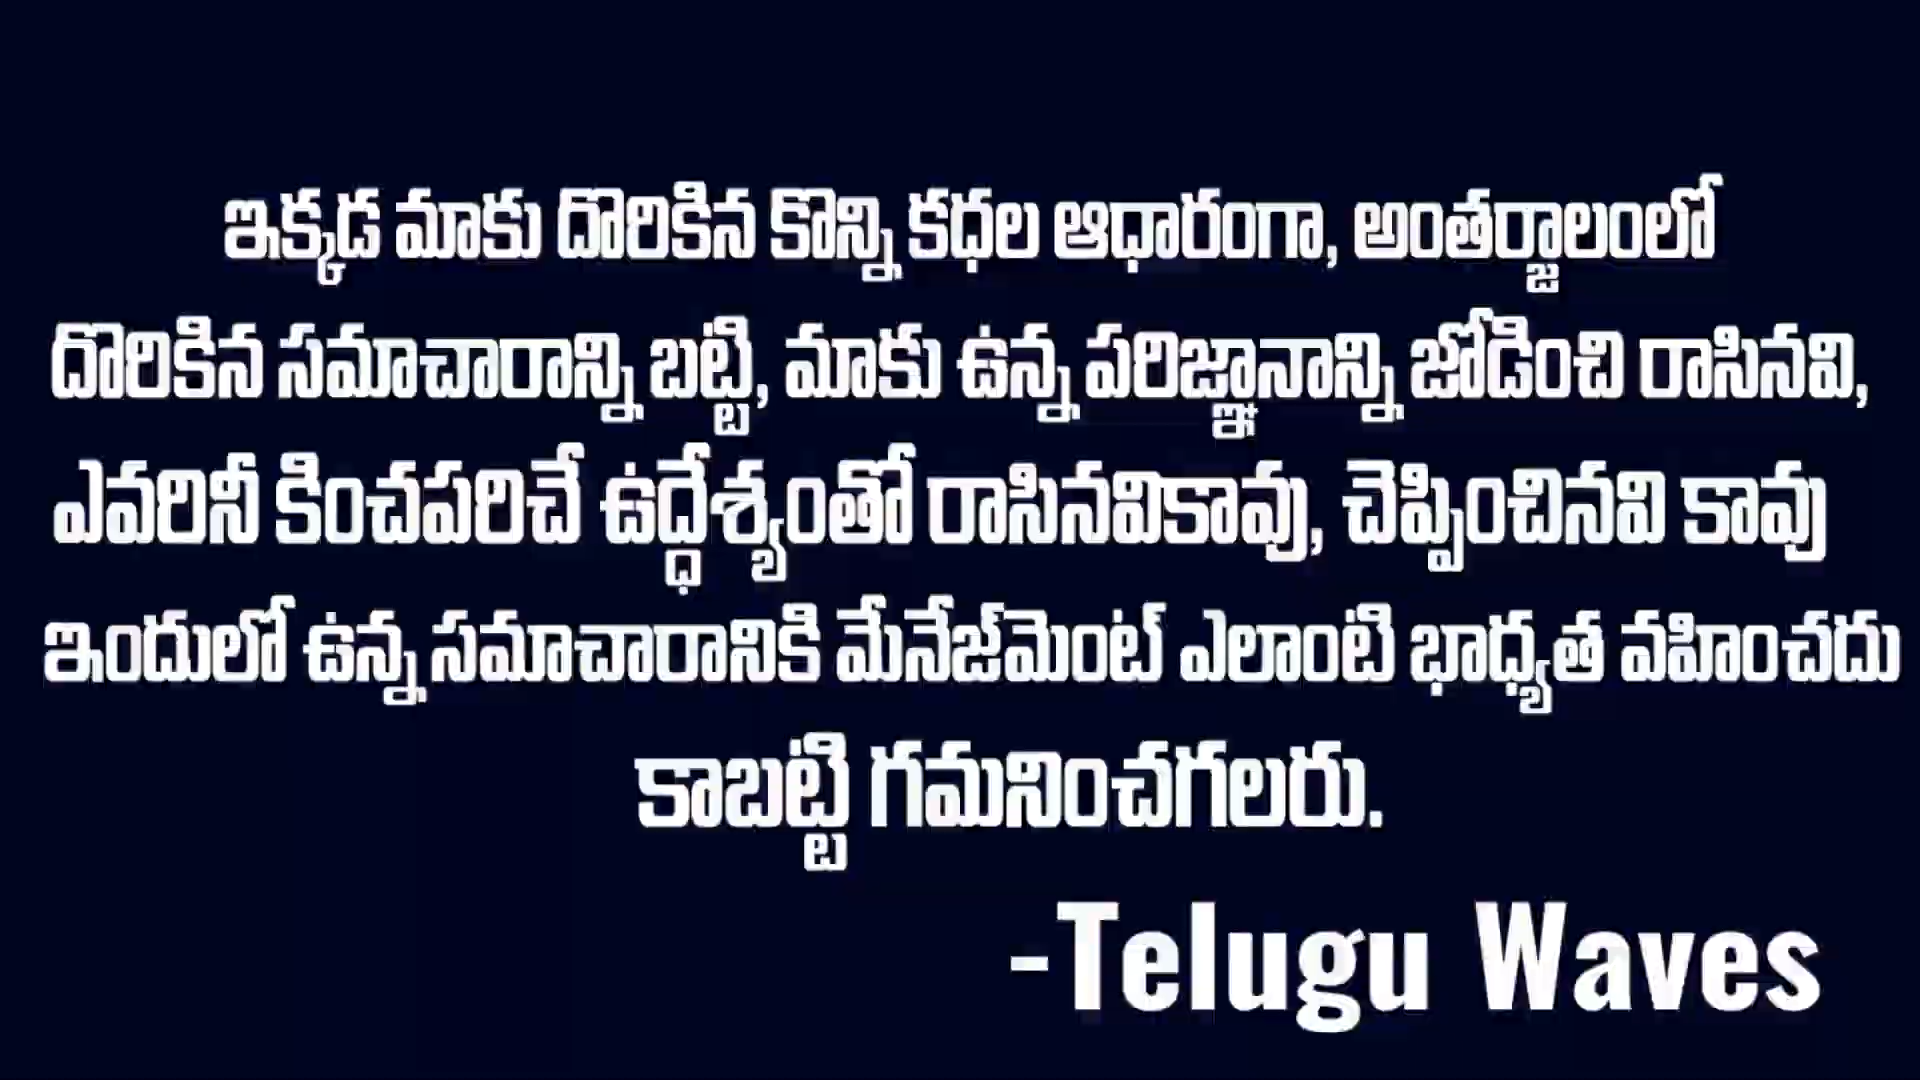 ఇక్కడ మాకు దొరికిన కొన్ని కధల ఆధారంగా, అంతర్జాలంలో
దొరికిన సమాచారాన్ని బట్టి, మాకు ఉన్న పరిజ్ఞానాన్ని జోడించి రాసినవి,
ఎవరినీ కించపరిచే ఉద్ధేశ్యంతో రాసినవికావు, చెప్పించినవి కావు
ఇందులో ఉన్న సమాచారానికి మేనేజ్‌మెంట్ ఎలాంటి భాధ్యత వహించదు
కాబట్టి గమనించగలరు.
-Telugu Waves